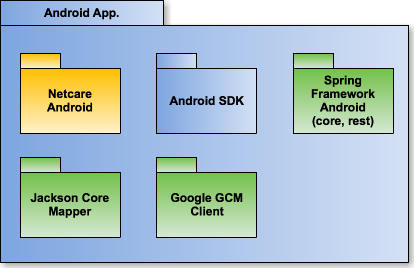 Android App.
Netcare
Android
Android SDK
Spring
Framework
Android
(core, rest)
Jackson Core
Mapper
Google GCM
Client